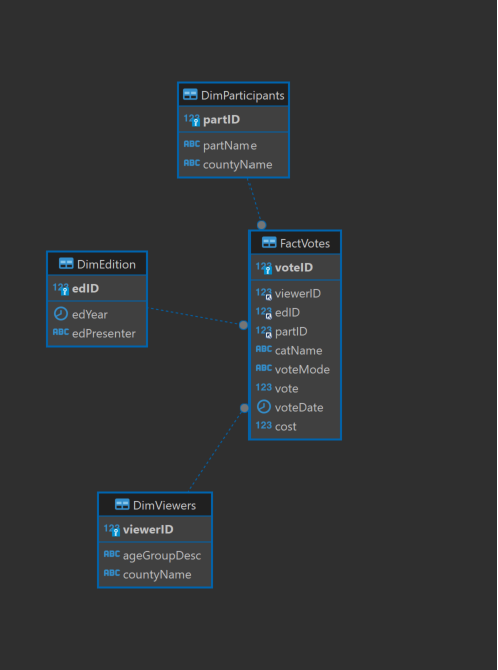 DimParticipants
123 partID
ABC partName
ABC countyName
FactVotes
123 voteID
123 viewerID
123 edID
123 partID
ABC catName
ABC voteMode
123 vote
voteDate
123 cost
DimEdition
123 edID
edYear
ABC edPresenter
DimViewers
123 viewerID
ABC ageGroupDesc
ABC countyName